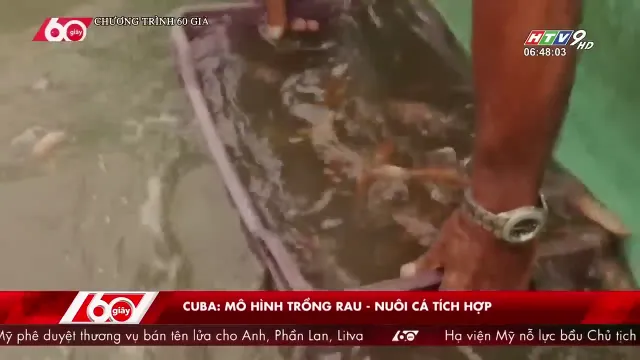 60 giây
CHƯƠNG TRÌNH 60 GIÂ
HTV9 HD
06:48:03
60 giây
CUBA: MÔ HÌNH TRỒNG RAU - NUÔI CÁ TÍCH HỢP
Mỹ phê duyệt thương vụ bán tên lửa cho Anh, Phần Lan, Litva
60 giây
Hạ viện Mỹ nỗ lực bầu Chủ tịch